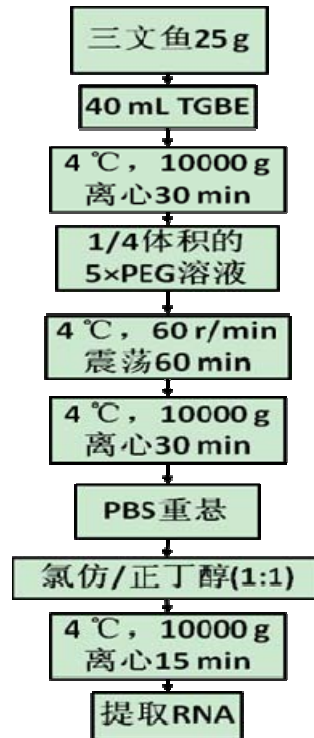 三文鱼25 g
40 mL TGBE
4 ℃，10000 g
离心30 min
1/4体积的
5×PEG溶液
4 ℃，60 r/min
震荡60 min
4 ℃，10000 g
离心30 min
PBS重悬
氯仿/正丁醇(1:1)
4 ℃，10000 g
离心15 min
提取RNA